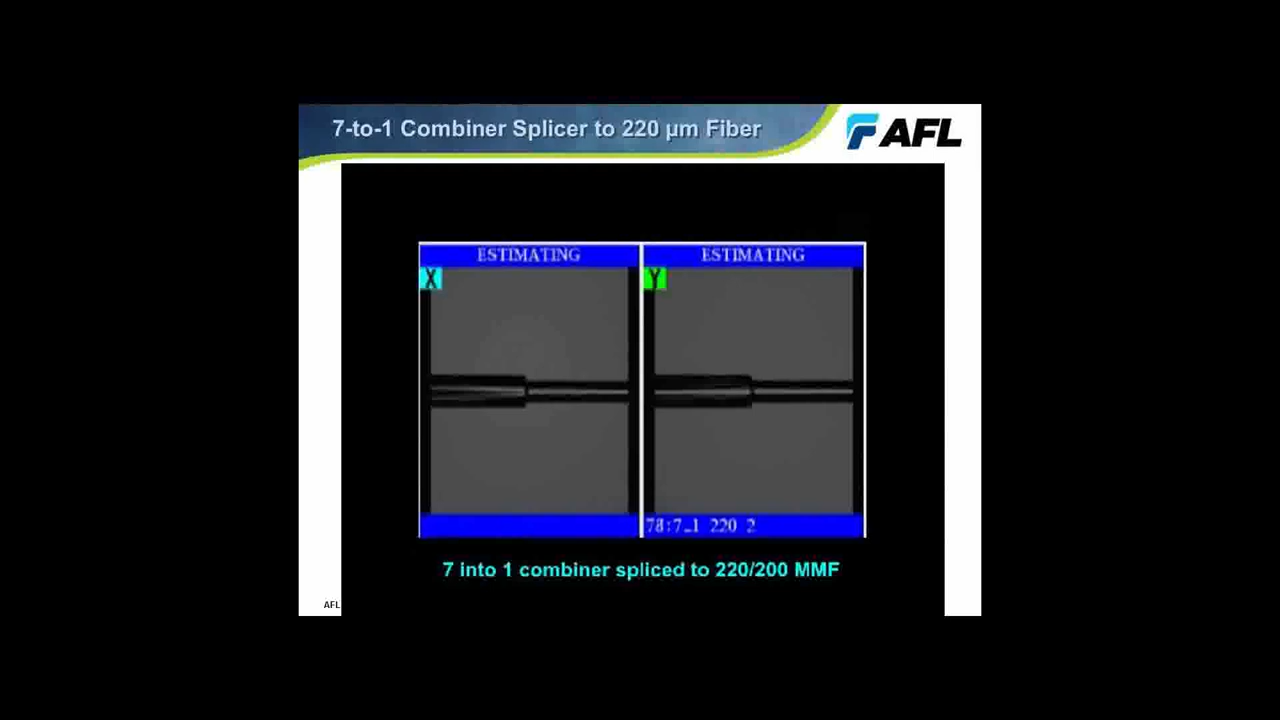 7-to-1 Combiner Splicer to 220 µm Fiber
AFL
ESTIMATING
ESTIMATING
X
Y
78:7_1 220 2
7 into 1 combiner spliced to 220/200 MMF
AFL